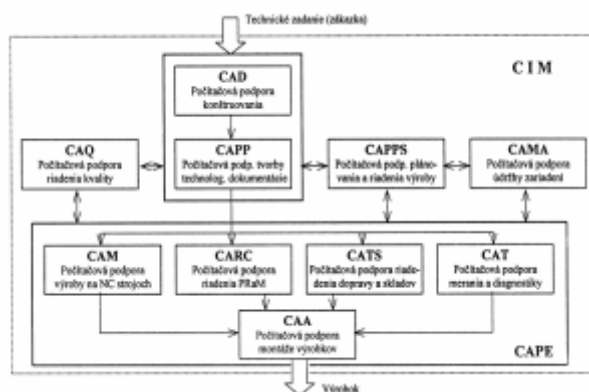 Technické zadanie (zákazka)
C I M
CAD
Počítačová podpora
konštruovania
CAQ
Počítačová podpora
riadenia kvality
CAPP
Počítačová podp. tvorby
technolog. dokumentácie
CAPPS
Počítačová podp. pláno-
vania a riadenia výroby
CAMA
Počítačová podpora
údržby zariadení
CAM
Počítačová podpora
výroby na NC strojoch
CARC
Počítačová podpora
riadenia PRaM
CATS
Počítačová podpora riade-
denia dopravy a skladov
CAT
Počítačová podpora
merania a diagnostiky
CAA
Počítačová podpora
montáže výrobkov
CAPE
Výrobok